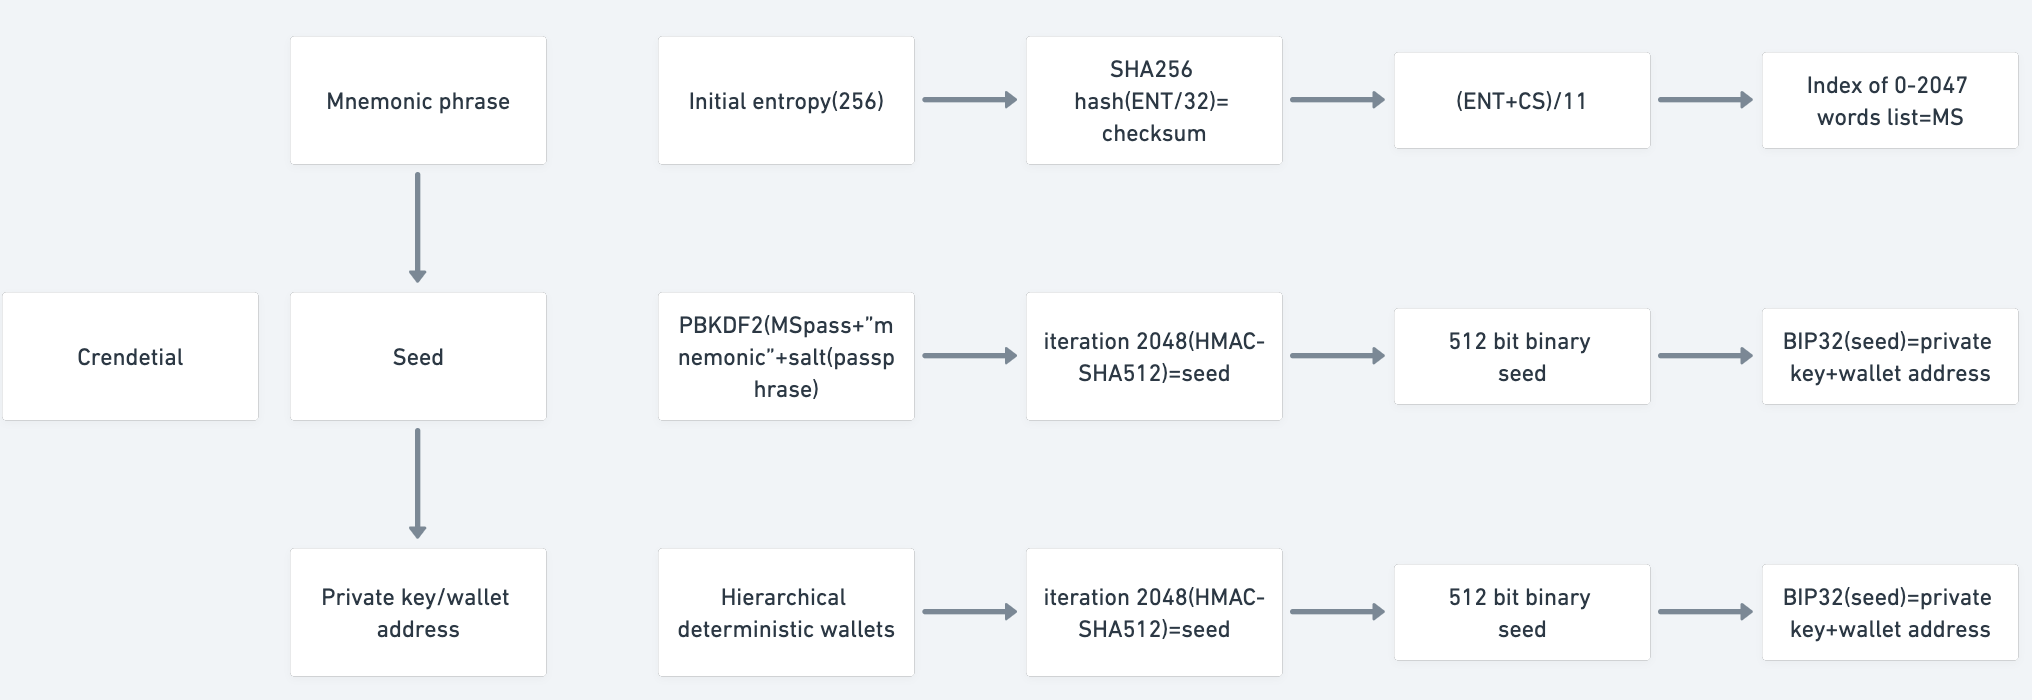 Mnemonic phrase
Initial entropy(256)
SHA256
hash(ENT/32)=
checksum
(ENT+CS)/11
Index of 0-2047
words list=MS
Crendetial
Seed
PBKDF2(MSpass+”m
nemonic”+salt(passp
hrase)
iteration 2048(HMAC-
SHA512)=seed
512 bit binary
seed
BIP32(seed)=private
key+wallet address
Private key/wallet
address
Hierarchical
deterministic wallets
iteration 2048(HMAC-
SHA512)=seed
512 bit binary
seed
BIP32(seed)=private
key+wallet address